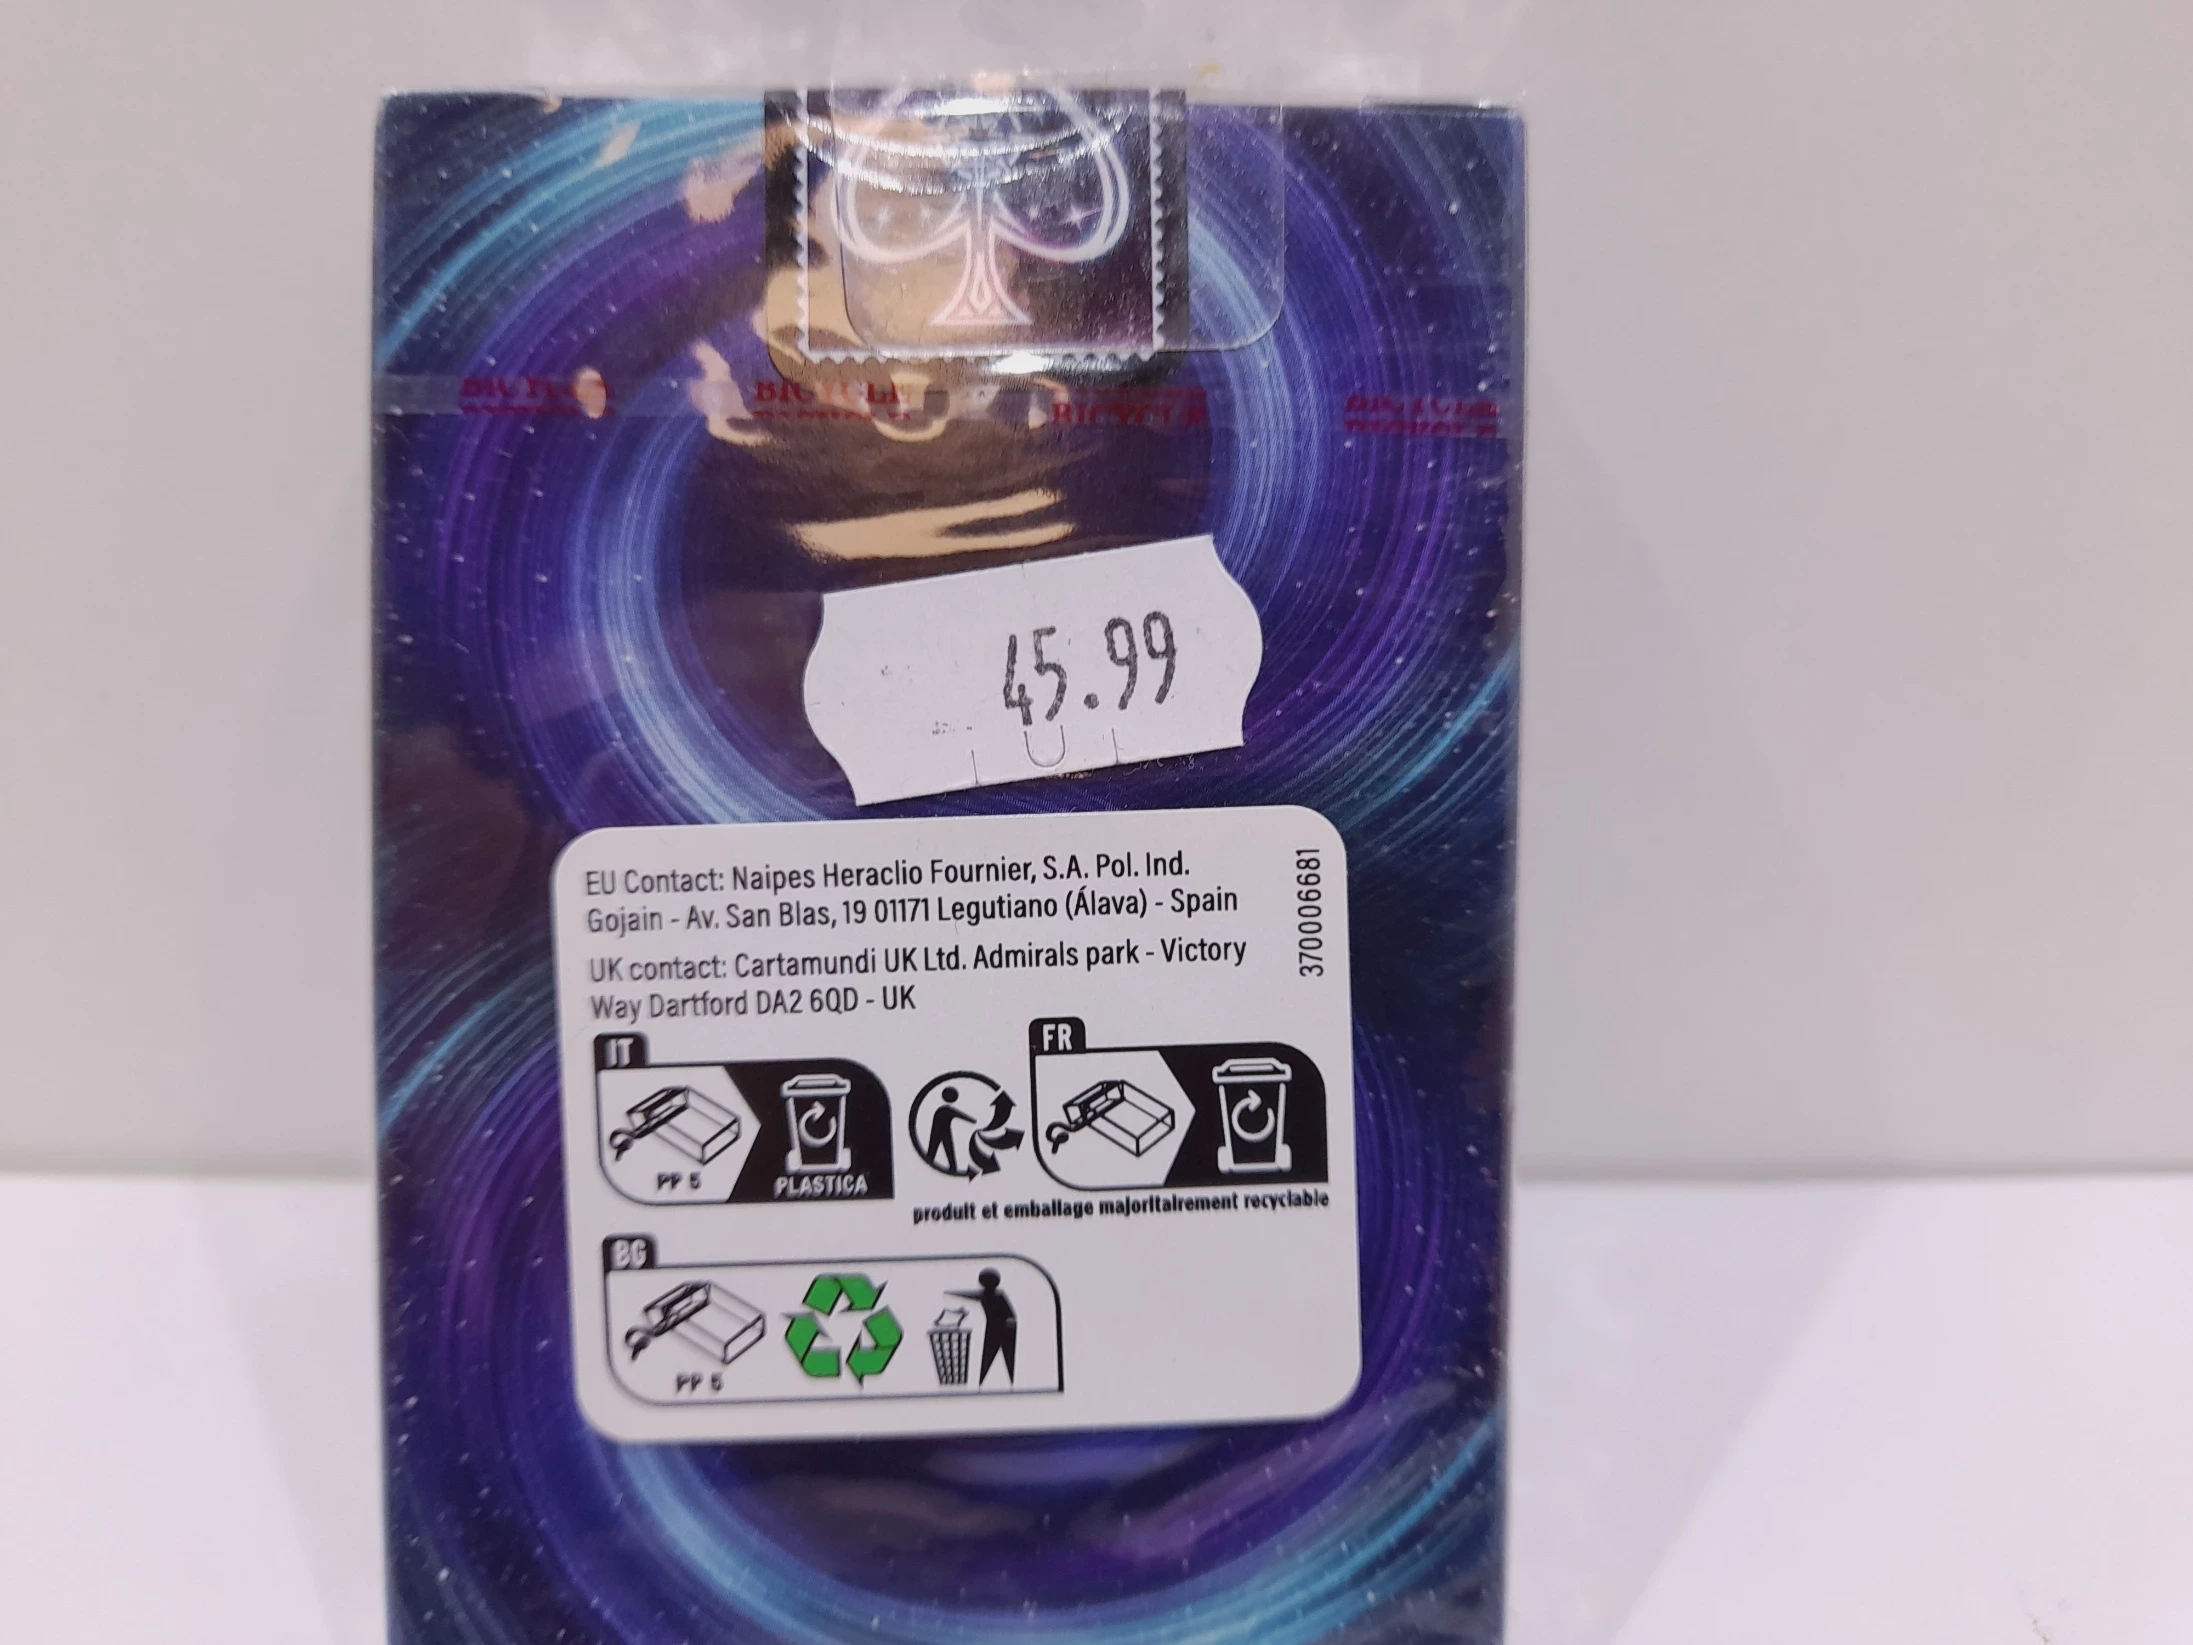 BICYCLE
BICYCLE
BICYCLE
BICYCLE
45.99
EU Contact: Naipes Heraclio Fournier, S.A. Pol. Ind.
Gojain - Av. San Blas, 19 01171 Legutiano (Álava) - Spain
UK contact: Cartamundi UK Ltd. Admirals park - Victory
Way Dartford DA2 6QD - UK
370006681
IT
PP 5
PLASTICA
FR
produit et emballage majoritairement recyclable
BG
PP 5